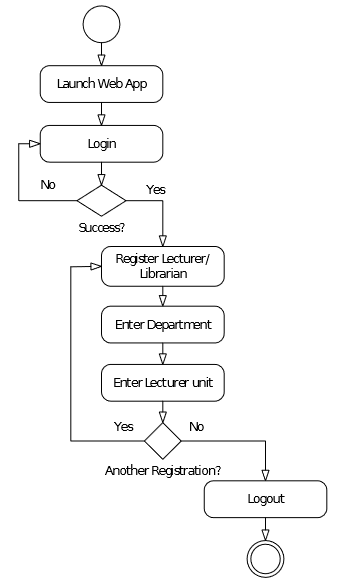 Launch Web App
Login
No
Yes
Success?
Register Lecturer/
Librarian
Enter Department
Enter Lecturer unit
Yes
No
Another Registration?
Logout